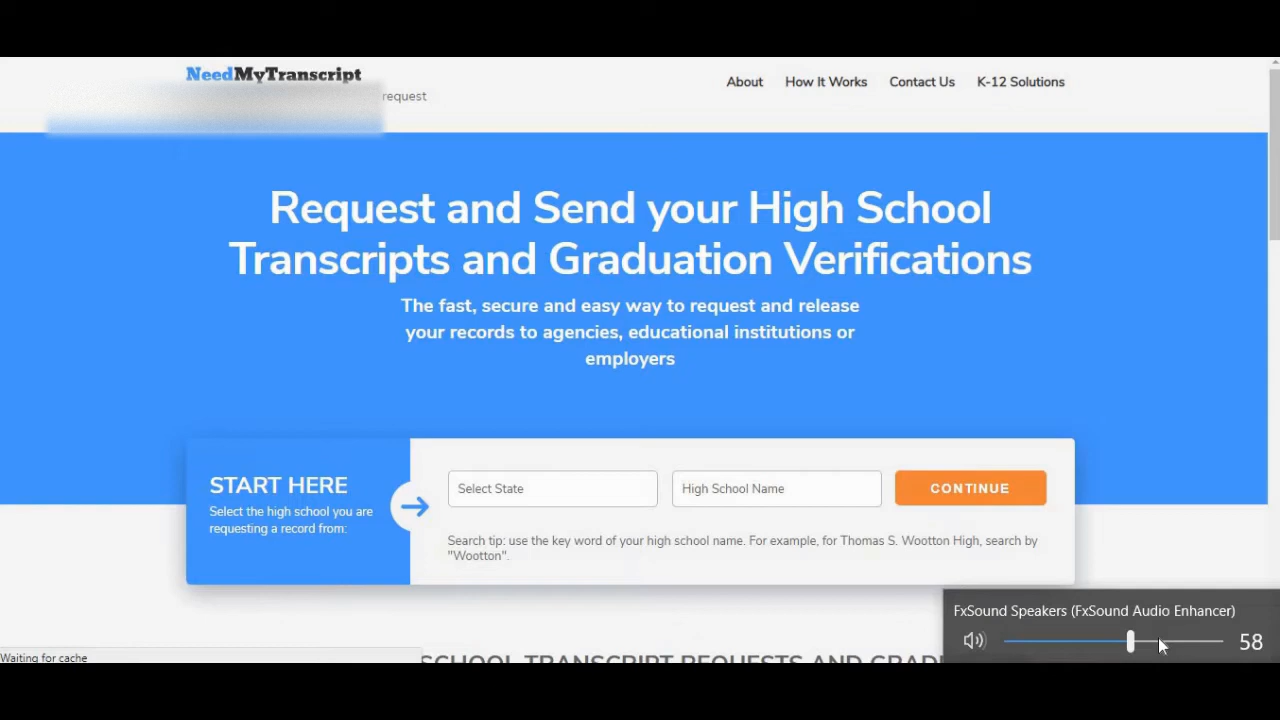 NeedMyTranscript
request
About How It Works Contact Us K-12 Solutions
Request and Send your High School
Transcripts and Graduation Verifications
The fast, secure and easy way to request and release
your records to agencies, educational institutions or
employers
START HERE
Select the high school you are
requesting a record from:
Select State
High School Name
CONTINUE
Search tip: use the key word of your high school name. For example, for Thomas S. Wootton High, search by
"Wootton".
FxSound Speakers (FxSound Audio Enhancer)
58
Waiting for cache
SCHOOL TRANSCRIPT REQUESTS AND